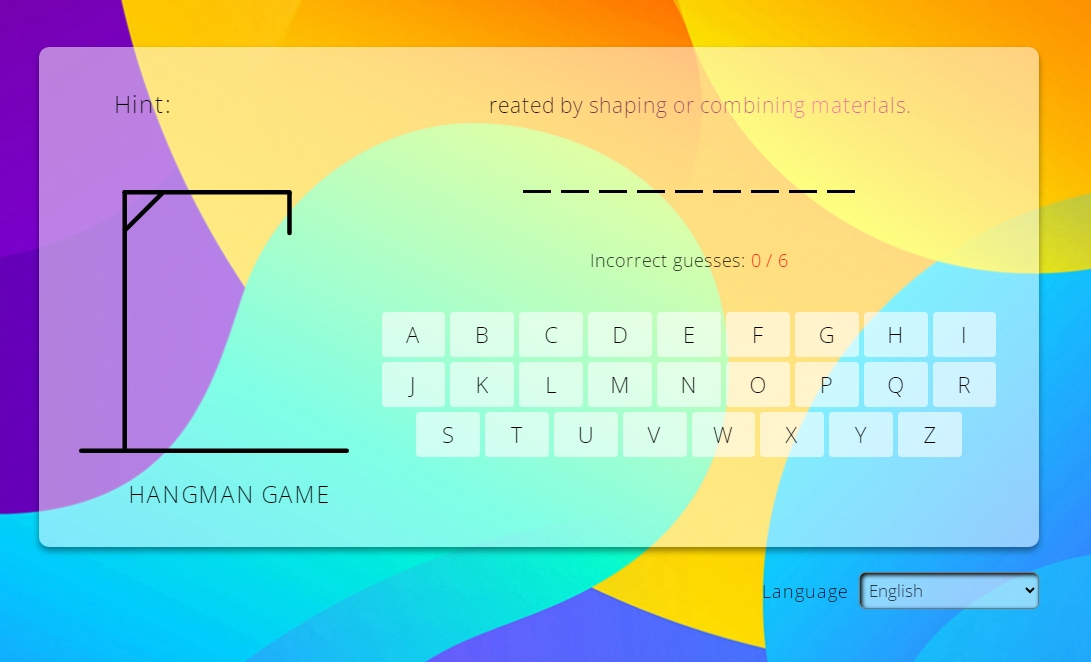 Hint:
reated by shaping or combining materials.
Incorrect guesses: 0 / 6
A B C D E F G H I
J K L M N O P Q R
S T U V W X Y Z
HANGMAN GAME
Language English